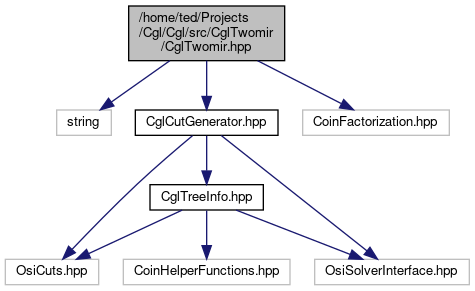 /home/ted/Projects
/Cgl/Cgl/src/CglTwomir
/CglTwomir.hpp
string
CglCutGenerator.hpp
CoinFactorization.hpp
CglTreeInfo.hpp
OsiCuts.hpp
CoinHelperFunctions.hpp
OsiSolverInterface.hpp